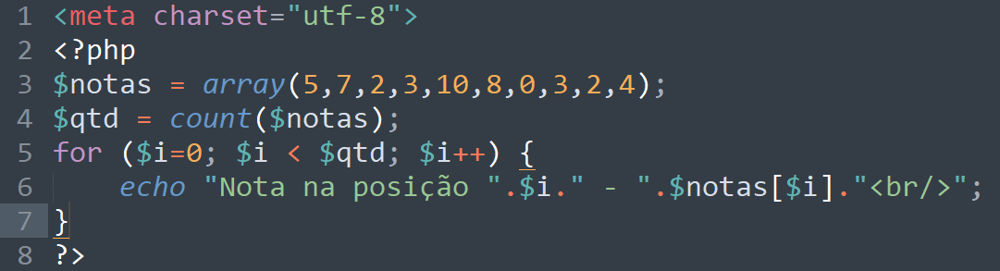 1 <meta charset="utf-8">
2 <?php
3 $notas = array(5,7,2,3,10,8,0,3,2,4);
4 $qtd = count($notas);
5 for ($i=0; $i < $qtd; $i++) {
6     echo "Nota na posição ".$i." - ".$notas[$i]."<br/>";
7 }
8 ?>